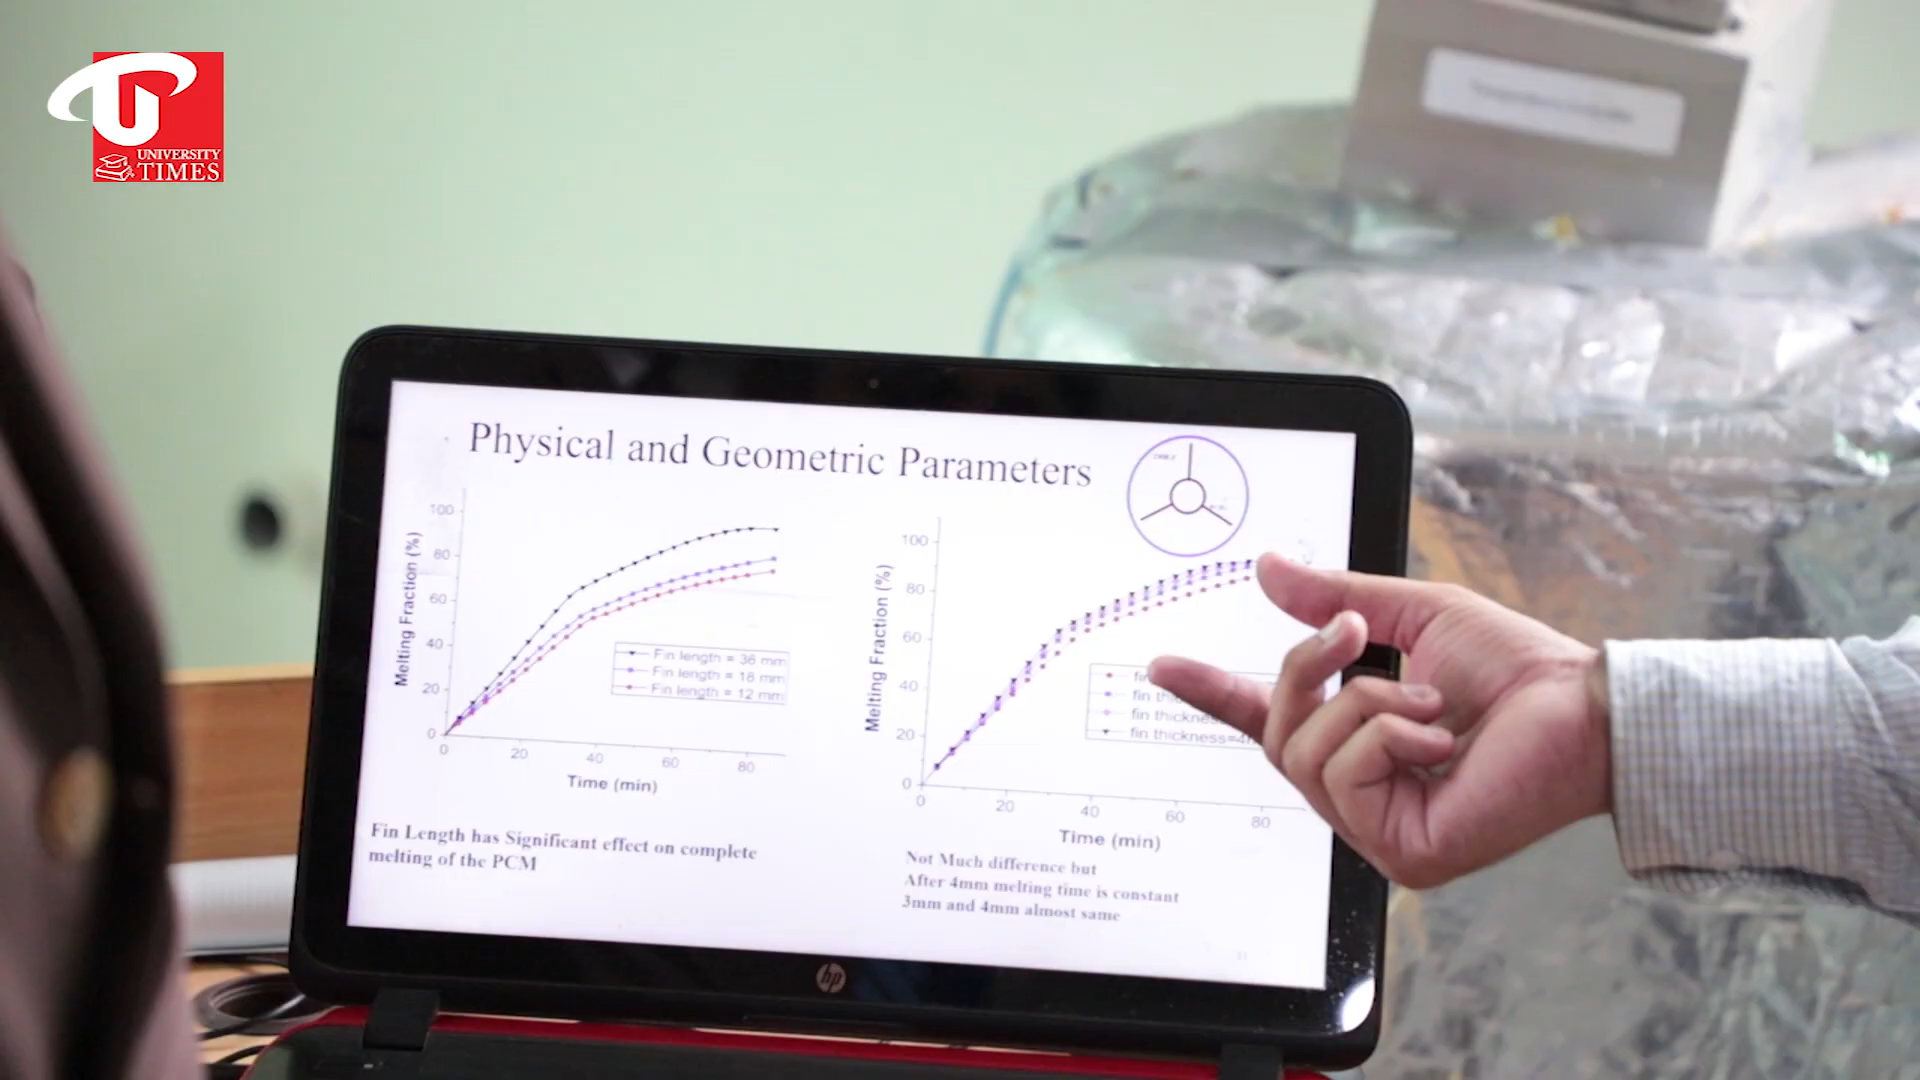 UNIVERSITY
TIMES
Physical and Geometric Parameters
Melting Fraction (%)
100
80
60
40
20
0
0 20 40 60 80
Time (min)
Fin length = 36 mm
Fin length = 18 mm
Fin length = 12 mm
Fin Length has Significant effect on complete
melting of the PCM
Melting Fraction (%)
100
80
60
40
20
0
0 20 40 60 80
Time (min)
fin thickness
fin thickness=4
Not Much difference but
After 4mm melting time is constant
3mm and 4mm almost same
hp